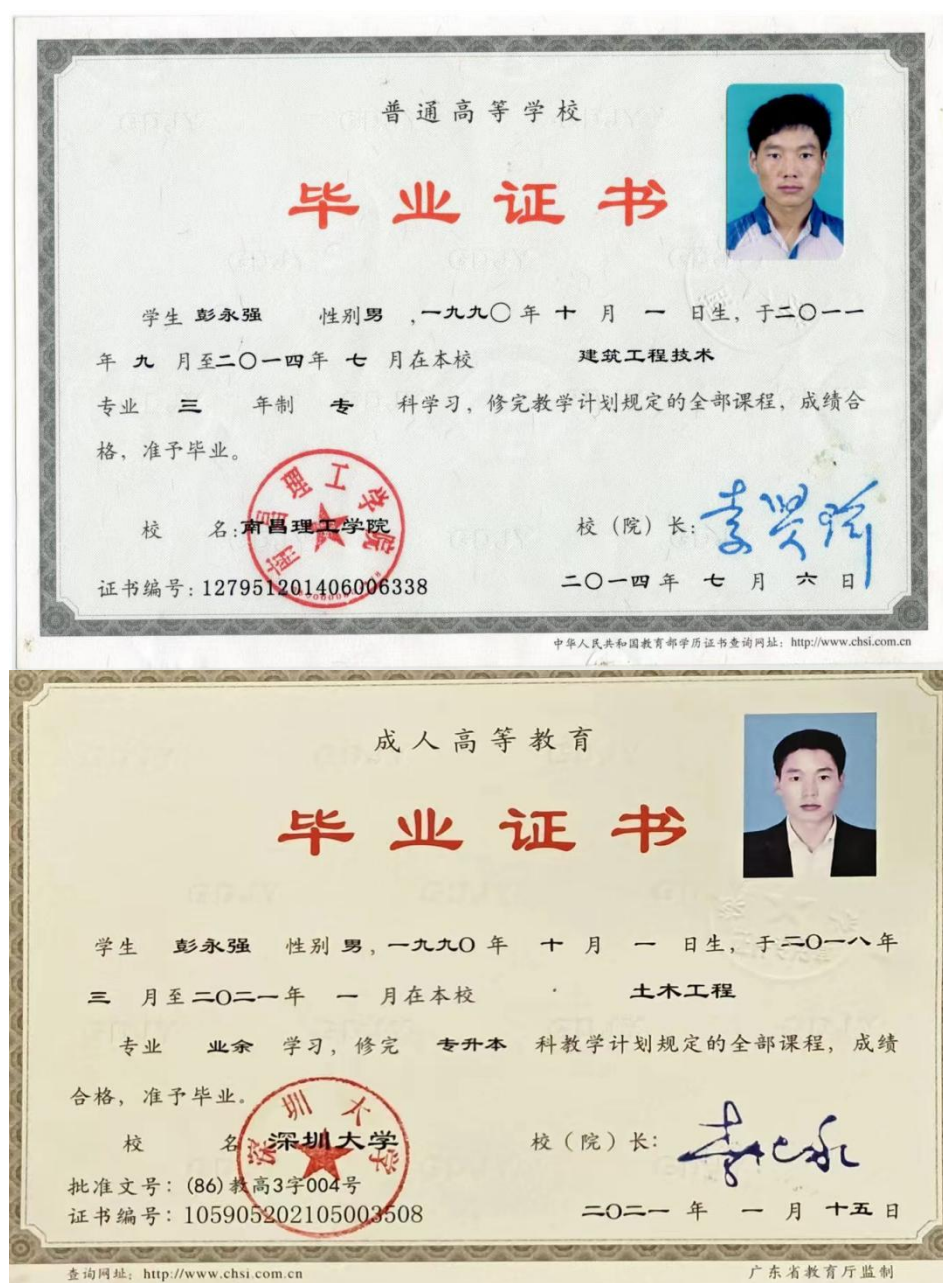 普通高等学校
毕业证书
学生 彭永强 性别男 ,一九九〇年 十 月 一 日生，于二〇一一
年 九 月至二〇一四年 七 月在本校 建筑工程技术
专业 三 年制 专 科学习，修完教学计划规定的全部课程，成绩合
格，准予毕业。
南昌理工学院
校 名:南昌理工学院 校（院）长:
证书编号:127951201406006338 二〇一四年 七 月 六 日
中华人民共和国教育部学历证书查询网址：http://www.chsi.com.cn
成人高等教育
毕业证书
学生 彭永强 性别 男，一九九〇年 十 月 一 日生，于二〇一八年
三 月至二〇二一年 一 月在本校 土木工程
专业 业余 学习，修完 专升本 科教学计划规定的全部课程，成绩
合格，准予毕业。
深圳大学
校 名 深圳大学 校（院）长：
批准文号：(86)教高3字004号
证书编号：105905202105003508 二〇二一 年 一 月 十五 日
查询网址：http://www.chsi.com.cn 广东省教育厅监制